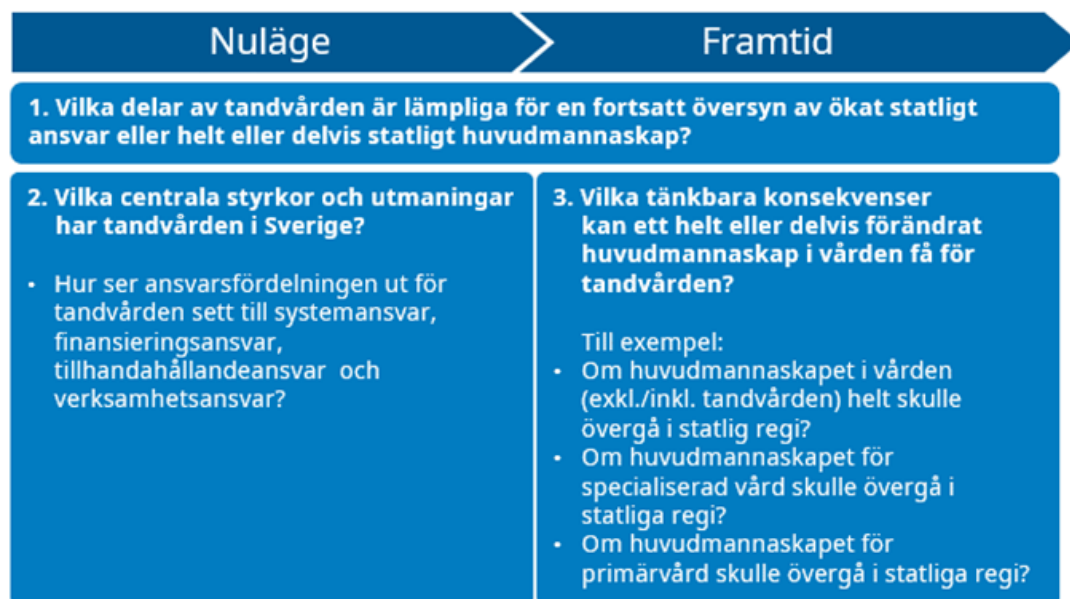 Nuläge
Framtid
1. Vilka delar av tandvården är lämpliga för en fortsatt översyn av ökat statligt
ansvar eller helt eller delvis statligt huvudmannaskap?
2. Vilka centrala styrkor och utmaningar
har tandvården i Sverige?
• Hur ser ansvarsfördelningen ut för
tandvården sett till systemansvar,
finansieringsansvar,
tillhandahållandeansvar och
verksamhetsansvar?
3. Vilka tänkbara konsekvenser
kan ett helt eller delvis förändrat
huvudmannaskap i vården få för
tandvården?
Till exempel:
• Om huvudmannaskapet i vården
(exkl./inkl. tandvården) helt skulle
övergå i statlig regi?
• Om huvudmannaskapet för
specialiserad vård skulle övergå i
statliga regi?
• Om huvudmannaskapet för
primärvård skulle övergå i statliga regi?